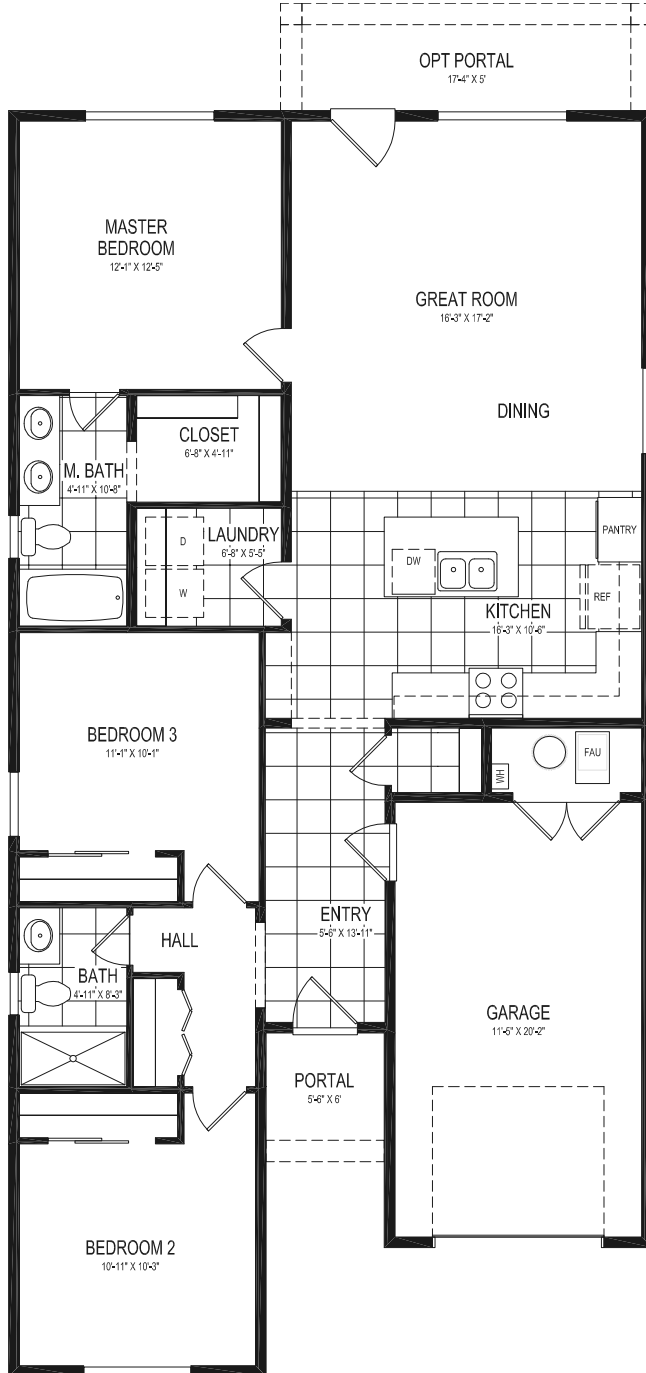 OPT PORTAL
17'-4" X 5'
MASTER
BEDROOM
12'-1" X 12'-5"
GREAT ROOM
16'-3" X 17'-2"
DINING
CLOSET
6'-8" X 4'-11"
M. BATH
4'-11" X 10'-8"
LAUNDRY
6'-8" X 5'-5"
D
W
PANTRY
DW
REF
KITCHEN
16'-3" X 10'-6"
BEDROOM 3
11'-1" X 10'-1"
WH
FAU
ENTRY
5'-6" X 13'-11"
HALL
BATH
4'-11" X 8'-3"
GARAGE
11'-5" X 20'-2"
PORTAL
5'-6" X 6'
BEDROOM 2
10'-11" X 10'-3"